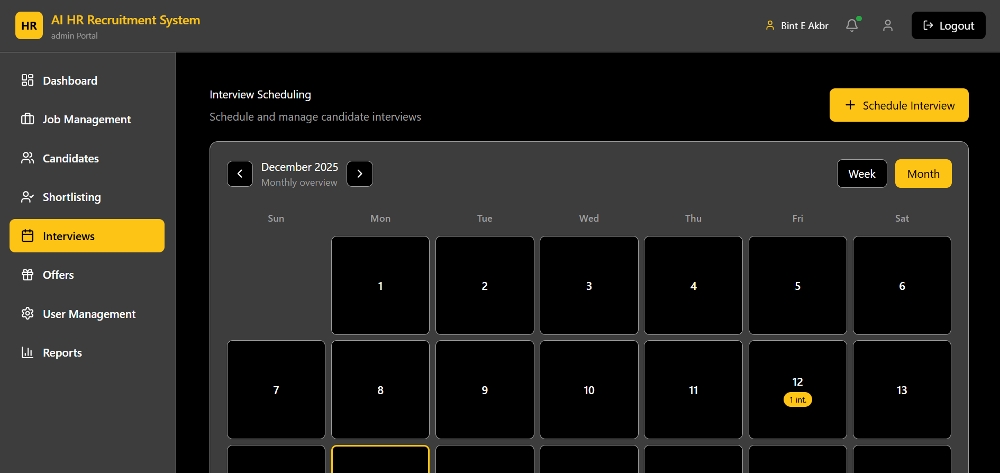 HR
AI HR Recruitment System
admin Portal
Bint E Akbr
Logout
Dashboard
Job Management
Candidates
Shortlisting
Interviews
Offers
User Management
Reports
Interview Scheduling
Schedule and manage candidate interviews
Schedule Interview
December 2025
Monthly overview
Week
Month
Sun Mon Tue Wed Thu Fri Sat
1 2 3 4 5 6
7 8 9 10 11 12 13
1 int.